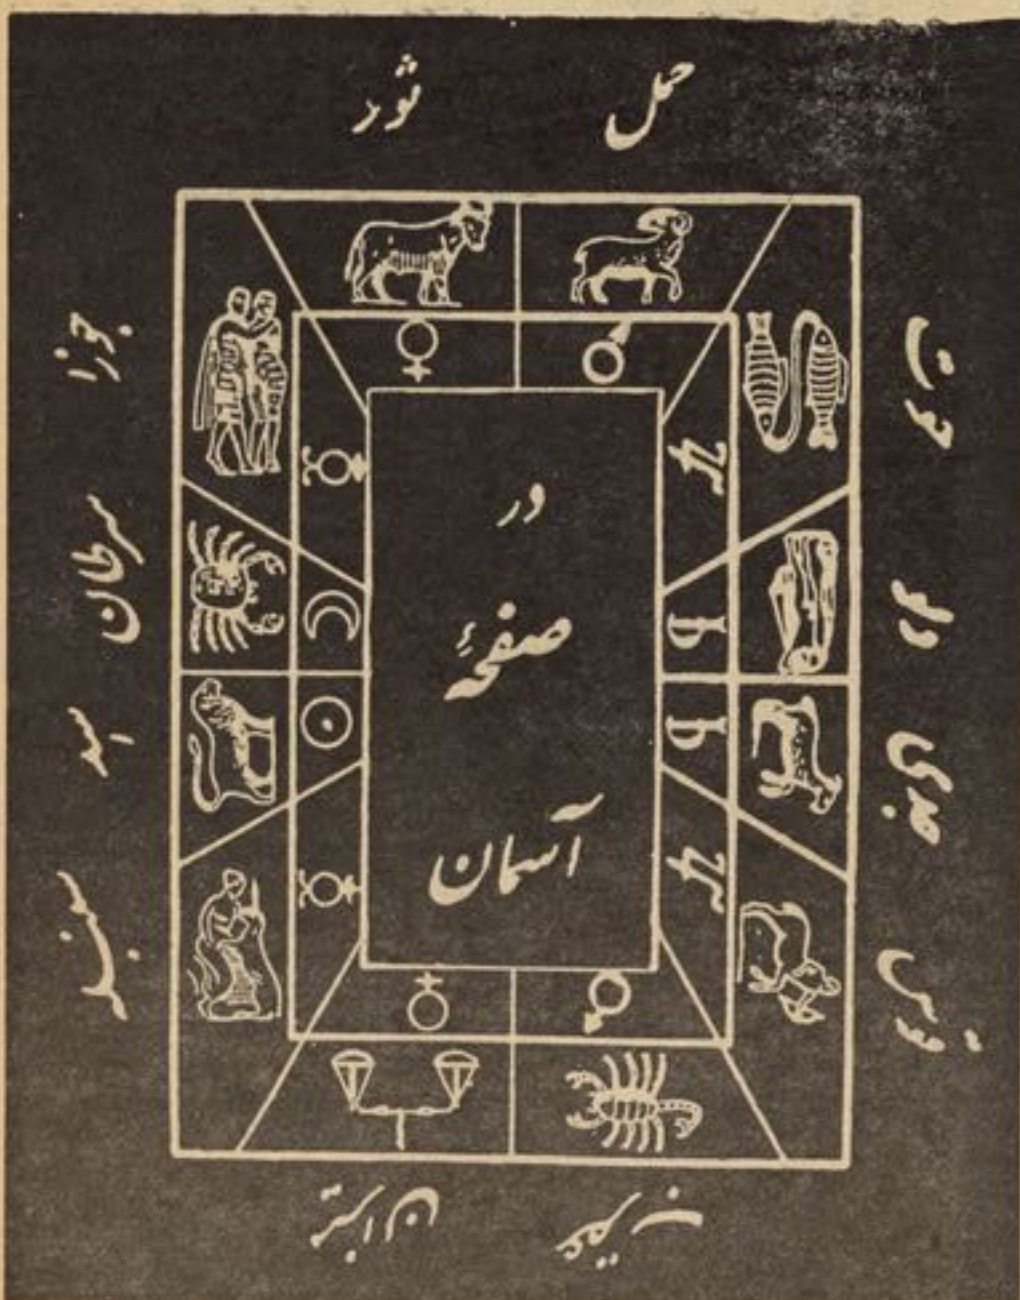 حمل
ثور
جوزا
سرطان
اسد
سنبله
حوت
دلو
جدی
قوس
در
صفحهٔ
آسمان